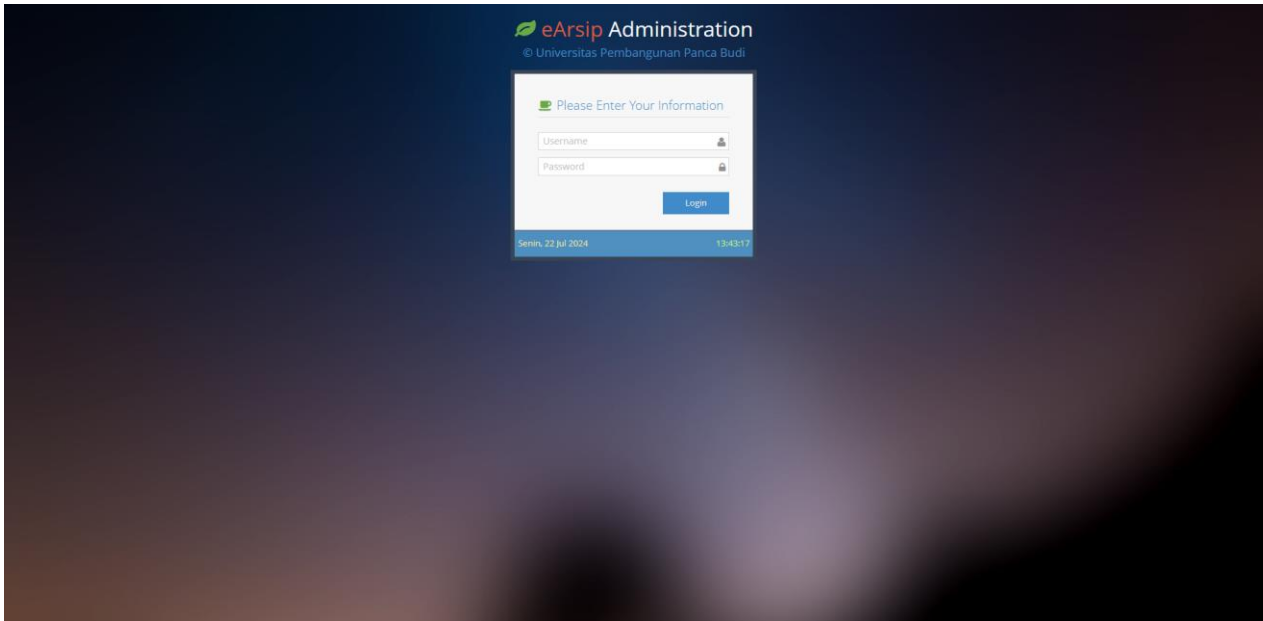 eArsip Administration
© Universitas Pembangunan Panca Budi
Please Enter Your Information
Username
Password
Login
Senin, 22 Jul 2024 13:43:17